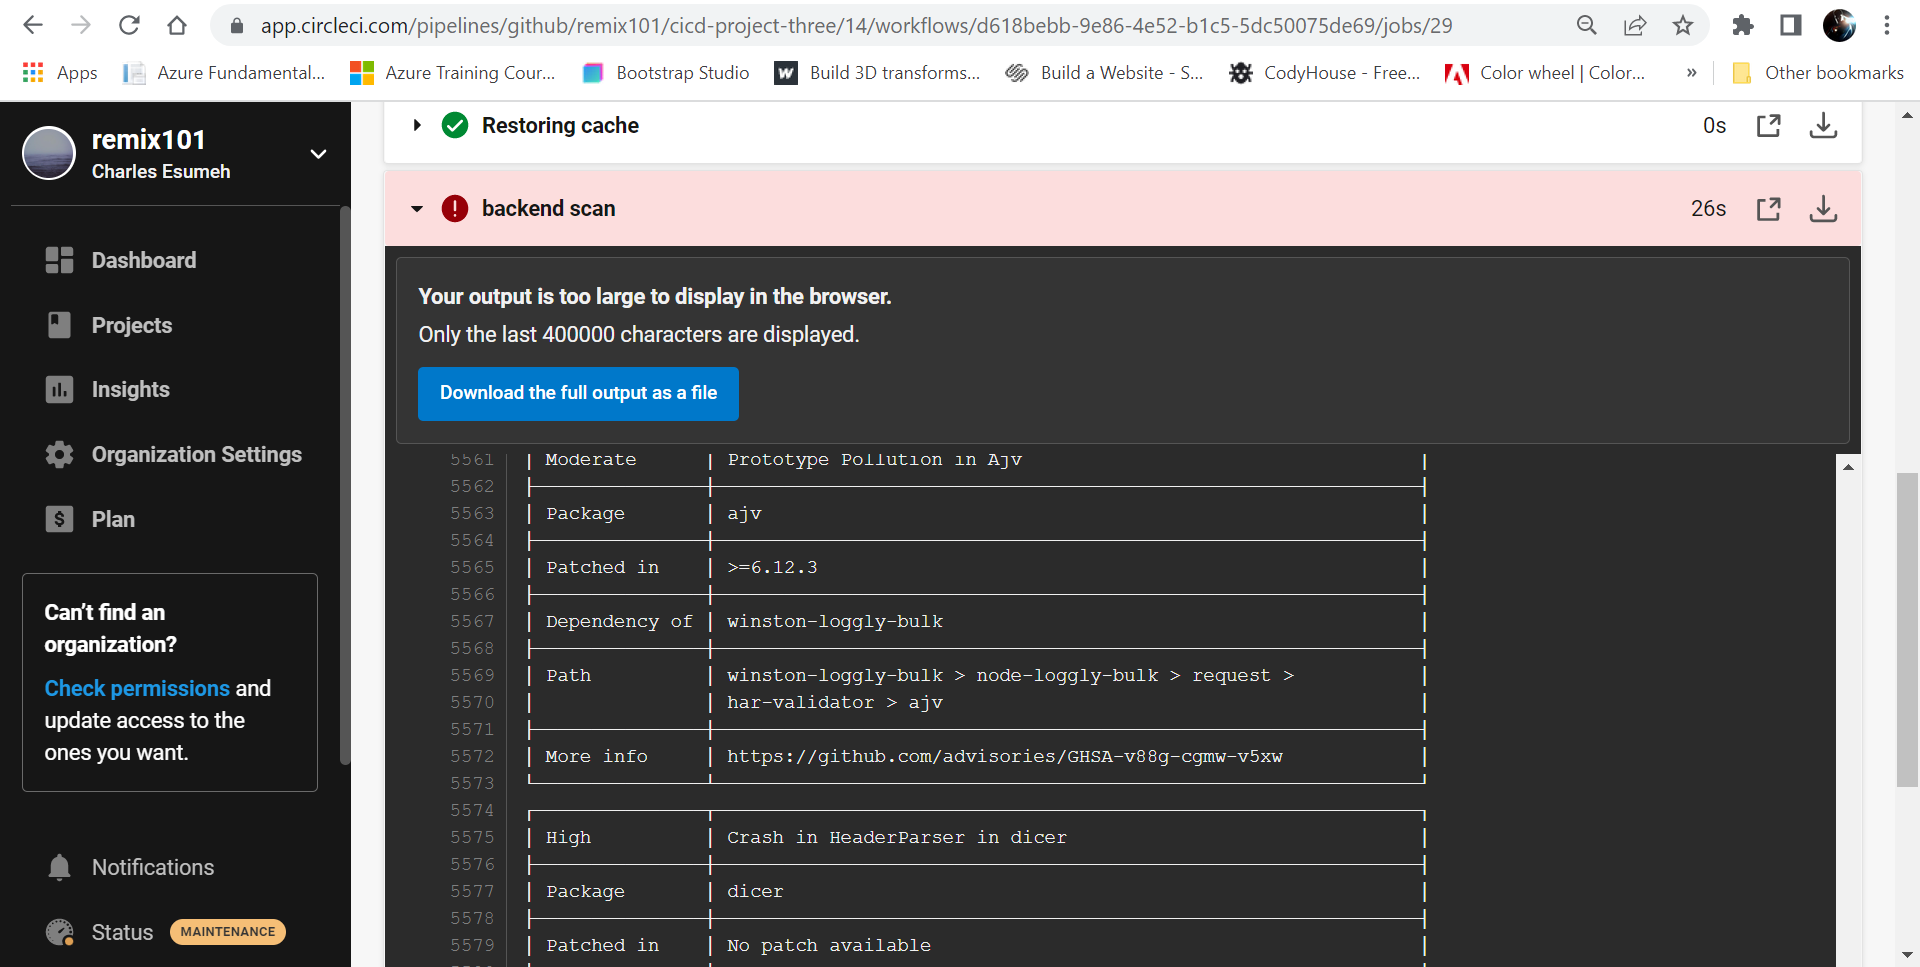 app.circleci.com/pipelines/github/remix101/cicd-project-three/14/workflows/d618bebb-9e86-4e52-b1c5-5dc50075de69/jobs/29
Apps Azure Fundamental... Azure Training Cour... Bootstrap Studio Build 3D transforms... Build a Website - S... CodyHouse - Free... Color wheel | Color... » Other bookmarks
remix101
Charles Esumeh
Dashboard
Projects
Insights
Organization Settings
Plan
Can't find an
organization?
Check permissions and
update access to the
ones you want.
Notifications
Status MAINTENANCE
Restoring cache 0s
backend scan 26s
Your output is too large to display in the browser.
Only the last 400000 characters are displayed.
Download the full output as a file
5561 | Moderate | Prototype Pollution in Ajv |
5562
5563 | Package | ajv |
5564
5565 | Patched in | >=6.12.3 |
5566
5567 | Dependency of | winston-loggly-bulk |
5568
5569 | Path | winston-loggly-bulk > node-loggly-bulk > request > |
5570 | | har-validator > ajv |
5571
5572 | More info | https://github.com/advisories/GHSA-v88g-cgmw-v5xw |
5573
5574
5575 | High | Crash in HeaderParser in dicer |
5576
5577 | Package | dicer |
5578
5579 | Patched in | No patch available |